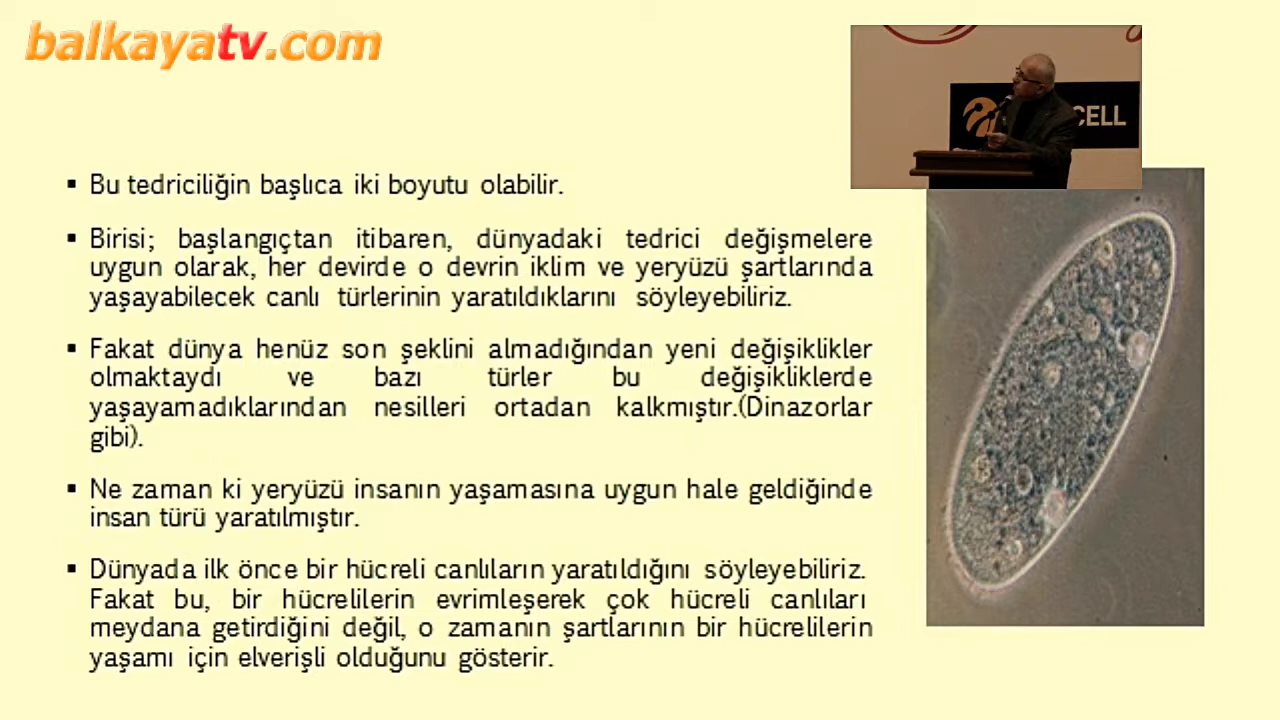 balkayatv.com
CELL
▪ Bu tedriciliğin başlıca iki boyutu olabilir.
▪ Birisi; başlangıçtan itibaren, dünyadaki tedrici değişmelere
uygun olarak, her devirde o devrin iklim ve yeryüzü şartlarında
yaşayabilecek canlı türlerinin yaratıldıklarını söyleyebiliriz.
▪ Fakat dünya henüz son şeklini almadığından yeni değişiklikler
olmaktaydı ve bazı türler bu değişikliklerde
yaşayamadıklarından nesilleri ortadan kalkmıştır.(Dinazorlar
gibi).
▪ Ne zaman ki yeryüzü insanın yaşamasına uygun hale geldiğinde
insan türü yaratılmıştır.
▪ Dünyada ilk önce bir hücreli canlıların yaratıldığını söyleyebiliriz.
Fakat bu, bir hücrelilerin evrimleşerek çok hücreli canlıları
meydana getirdiğini değil, o zamanın şartlarının bir hücrelilerin
yaşamı için elverişli olduğunu gösterir.